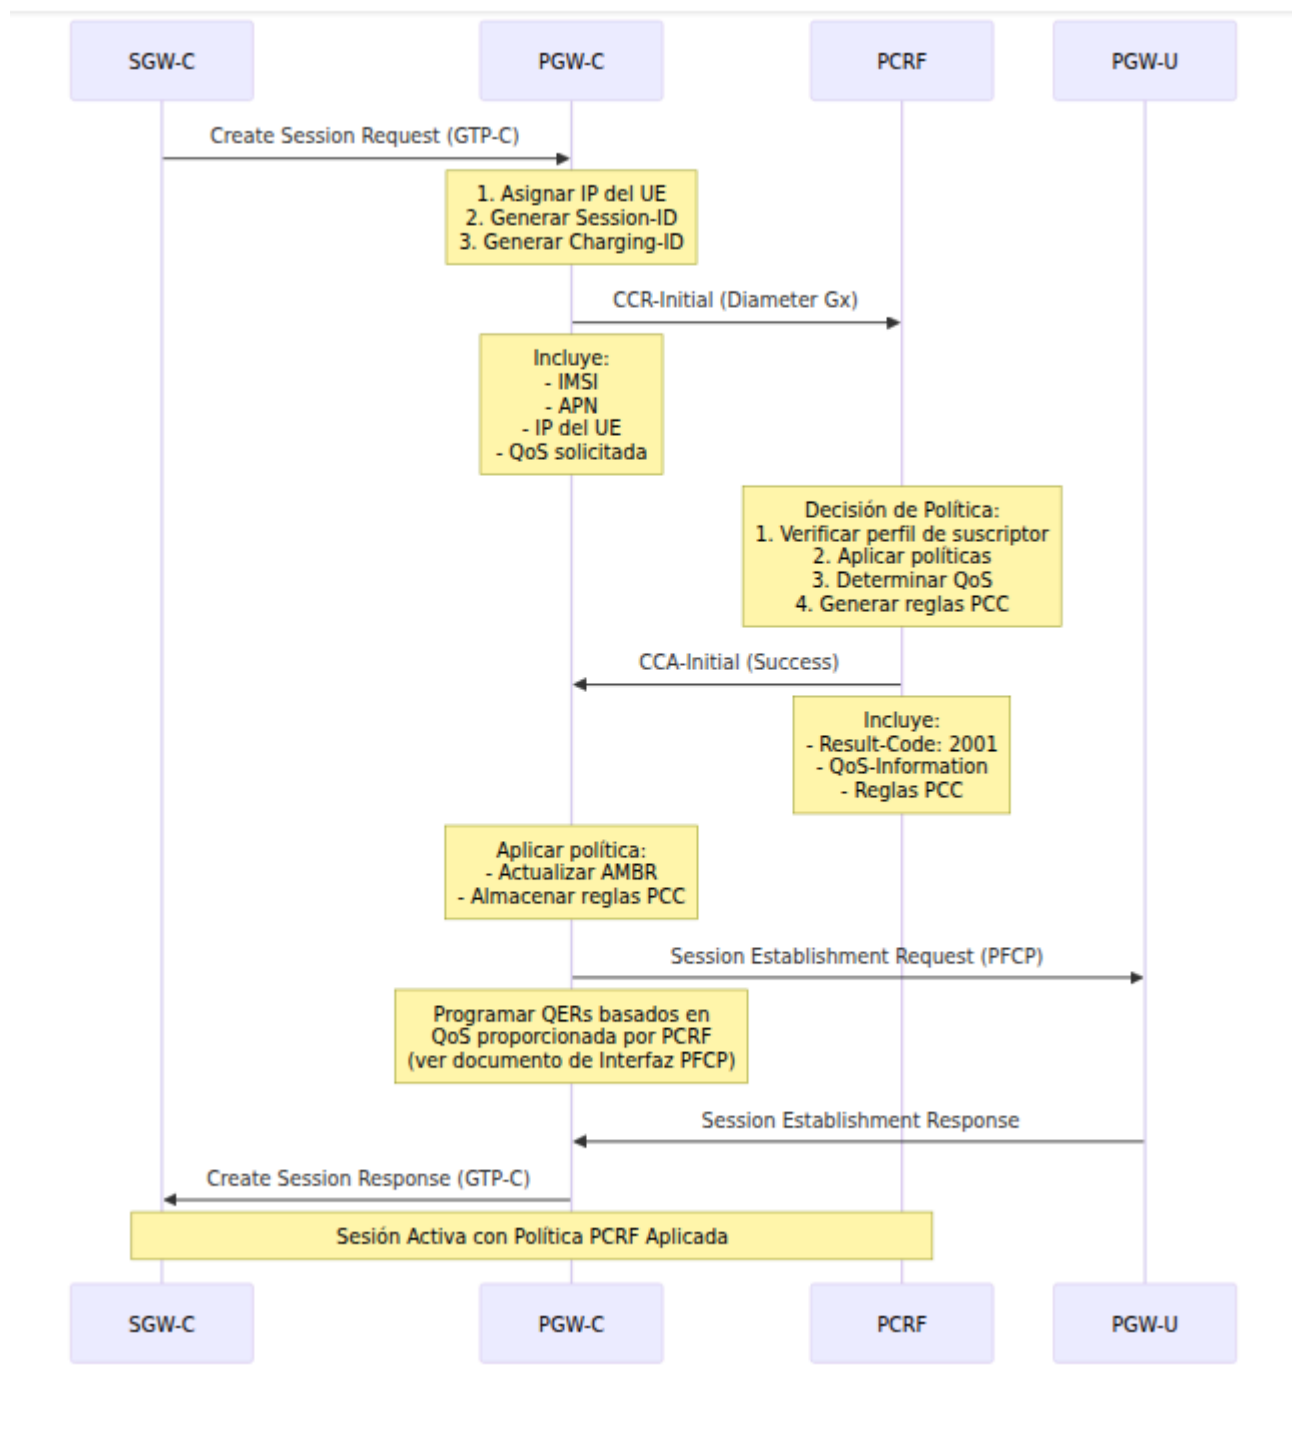 SGW-C
PGW-C
PCRF
PGW-U
Create Session Request (GTP-C)
1. Asignar IP del UE
2. Generar Session-ID
3. Generar Charging-ID
CCR-Initial (Diameter Gx)
Incluye:
- IMSI
- APN
- IP del UE
- QoS solicitada
Decisión de Política:
1. Verificar perfil de suscriptor
2. Aplicar políticas
3. Determinar QoS
4. Generar reglas PCC
CCA-Initial (Success)
Incluye:
- Result-Code: 2001
- QoS-Information
- Reglas PCC
Aplicar política:
- Actualizar AMBR
- Almacenar reglas PCC
Session Establishment Request (PFCP)
Programar QERs basados en
QoS proporcionada por PCRF
(ver documento de Interfaz PFCP)
Session Establishment Response
Create Session Response (GTP-C)
Sesión Activa con Política PCRF Aplicada
SGW-C
PGW-C
PCRF
PGW-U